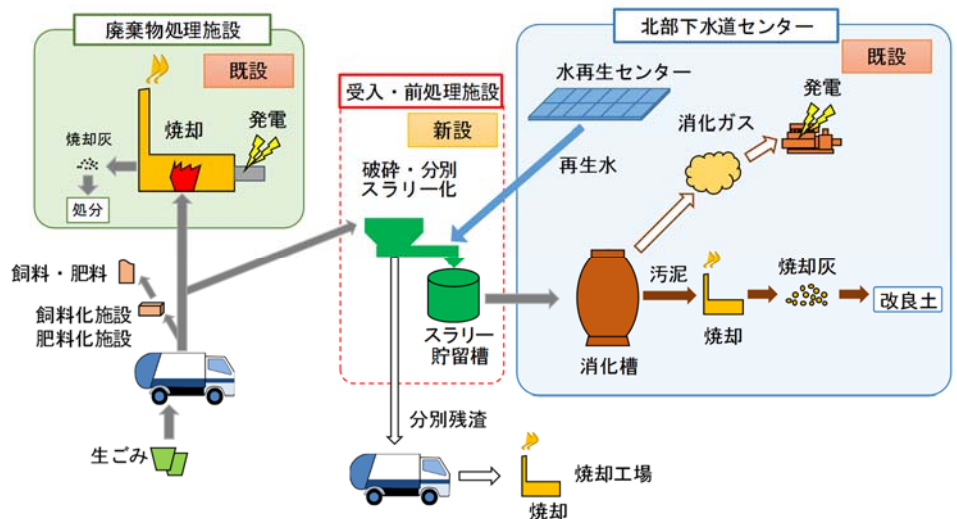 廃棄物処理施設
既設
焼却
発電
焼却灰
処分
飼料・肥料
飼料化施設
肥料化施設
生ごみ
受入・前処理施設
新設
破砕・分別
スラリー化
スラリー
貯留槽
分別残渣
焼却工場
焼却
北部下水道センター
既設
水再生センター
再生水
消化ガス
発電
消化槽
汚泥
焼却
焼却灰
改良土